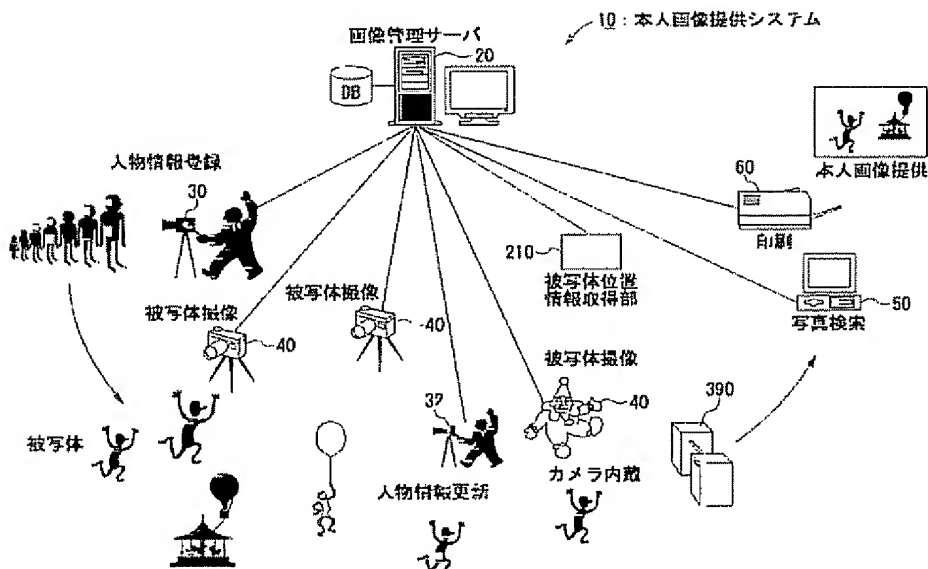 10：本人画像提供システム
画像管理サーバ
20
DB
人物情報登録
30
60
本人画像提供
印刷
210
被写体位置
情報取得部
50
写真検索
被写体撮像
40
被写体撮像
40
被写体撮像
40
390
32
被写体
人物情報更新
カメラ内蔵